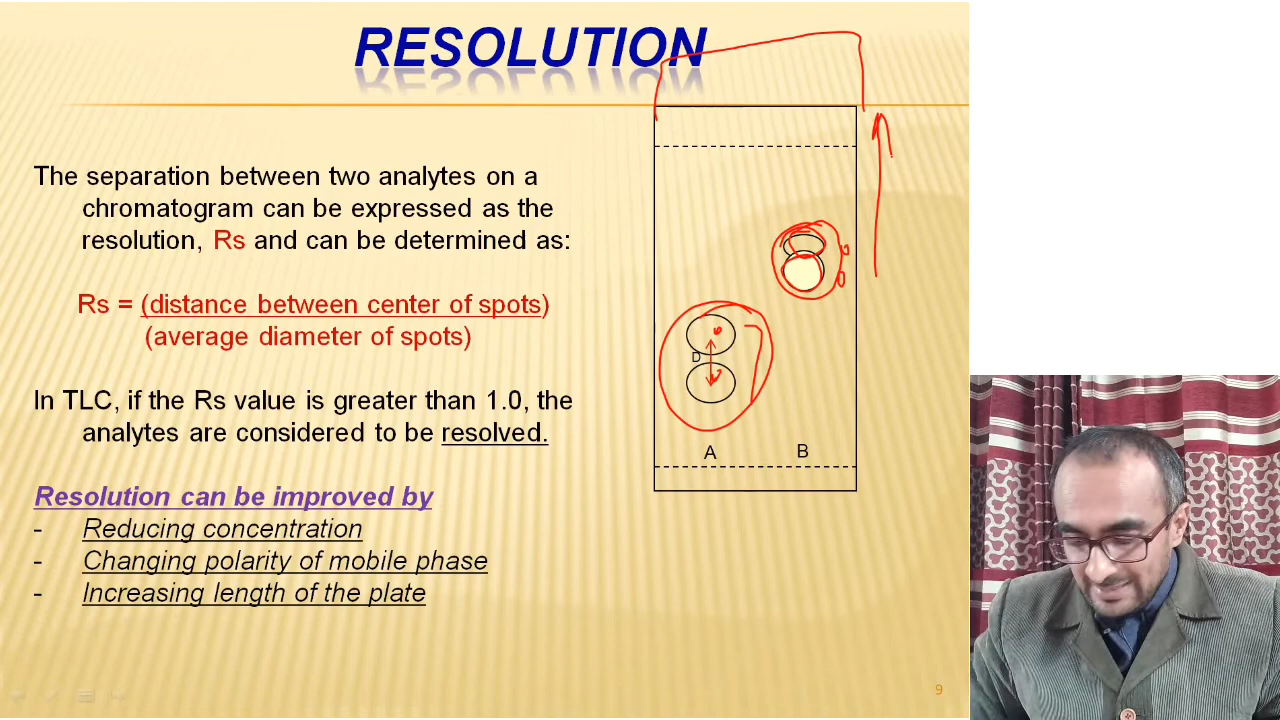 RESOLUTION
The separation between two analytes on a
chromatogram can be expressed as the
resolution, Rs and can be determined as:
Rs = (distance between center of spots)
(average diameter of spots)
In TLC, if the Rs value is greater than 1.0, the
analytes are considered to be resolved.
Resolution can be improved by
- Reducing concentration
- Changing polarity of mobile phase
- Increasing length of the plate
D
A B
9